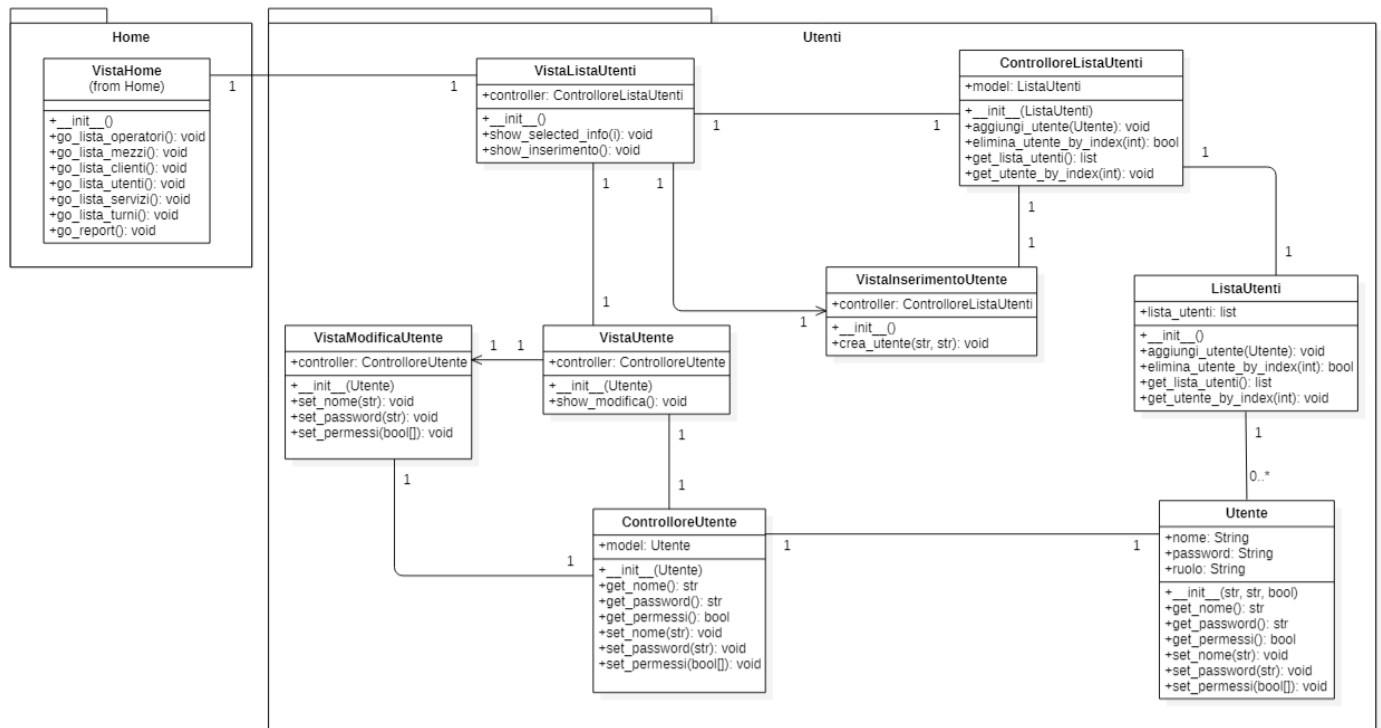 Home
VistaHome
(from Home)
+__init__()
+go_lista_operatori(): void
+go_lista_mezzi(): void
+go_lista_clienti(): void
+go_lista_utenti(): void
+go_lista_servizi(): void
+go_lista_turni(): void
+go_report(): void
1
1
Utenti
VistaListaUtenti
+controller: ControlloreListaUtenti
+__init__()
+show_selected_info(i): void
+show_inserimento(): void
1
1
ControlloreListaUtenti
+model: ListaUtenti
+__init__(ListaUtenti)
+aggiungi_utente(Utente): void
+elimina_utente_by_index(int): bool
+get_lista_utenti(): list
+get_utente_by_index(int): void
1
1
1
1
1
1
1
1
1
VistaInserimentoUtente
+controller: ControlloreListaUtenti
+__init__()
+crea_utente(str, str): void
ListaUtenti
+lista_utenti: list
+__init__()
+aggiungi_utente(Utente): void
+elimina_utente_by_index(int): bool
+get_lista_utenti(): list
+get_utente_by_index(int): void
VistaModificaUtente
+controller: ControlloreUtente
+__init__(Utente)
+set_nome(str): void
+set_password(str): void
+set_permessi(bool[]): void
1
1
VistaUtente
+controller: ControlloreUtente
+__init__(Utente)
+show_modifica(): void
1
0..*
1
1
1
1
ControlloreUtente
+model: Utente
+__init__(Utente)
+get_nome(): str
+get_password(): str
+get_permessi(): bool
+set_nome(str): void
+set_password(str): void
+set_permessi(bool[]): void
1
1
Utente
+nome: String
+password: String
+ruolo: String
+__init__(str, str, bool)
+get_nome(): str
+get_password(): str
+get_permessi(): bool
+set_nome(str): void
+set_password(str): void
+set_permessi(bool[]): void